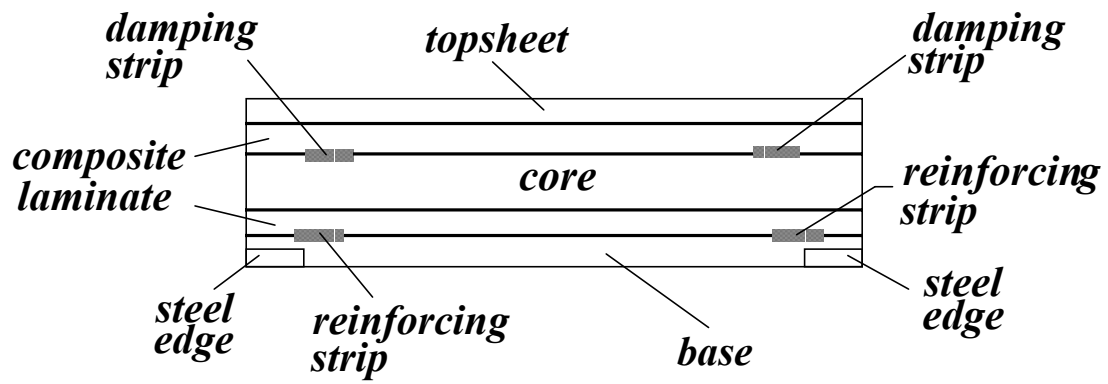 damping
strip
topsheet
damping
strip
composite
laminate
core
reinforcing
strip
steel
edge
reinforcing
strip
base
steel
edge